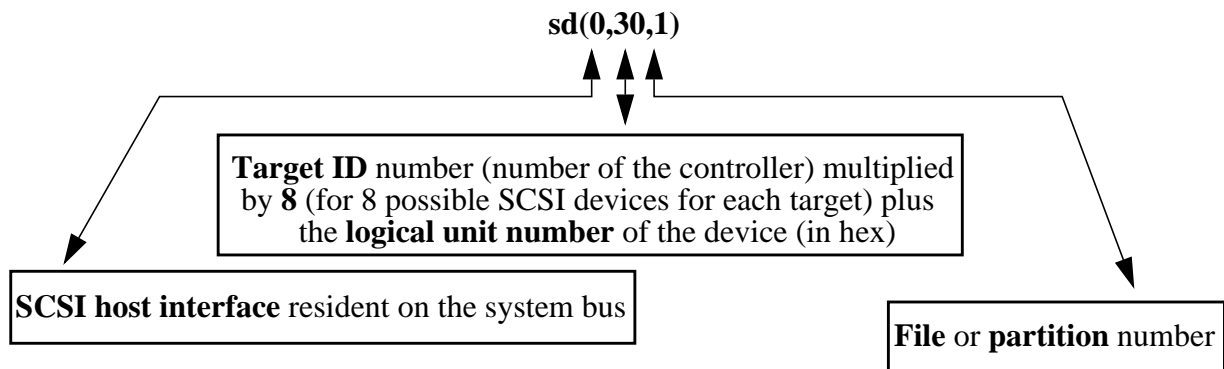 sd(0,30,1)
Target ID number (number of the controller) multiplied
by 8 (for 8 possible SCSI devices for each target) plus
the logical unit number of the device (in hex)
SCSI host interface resident on the system bus
File or partition number